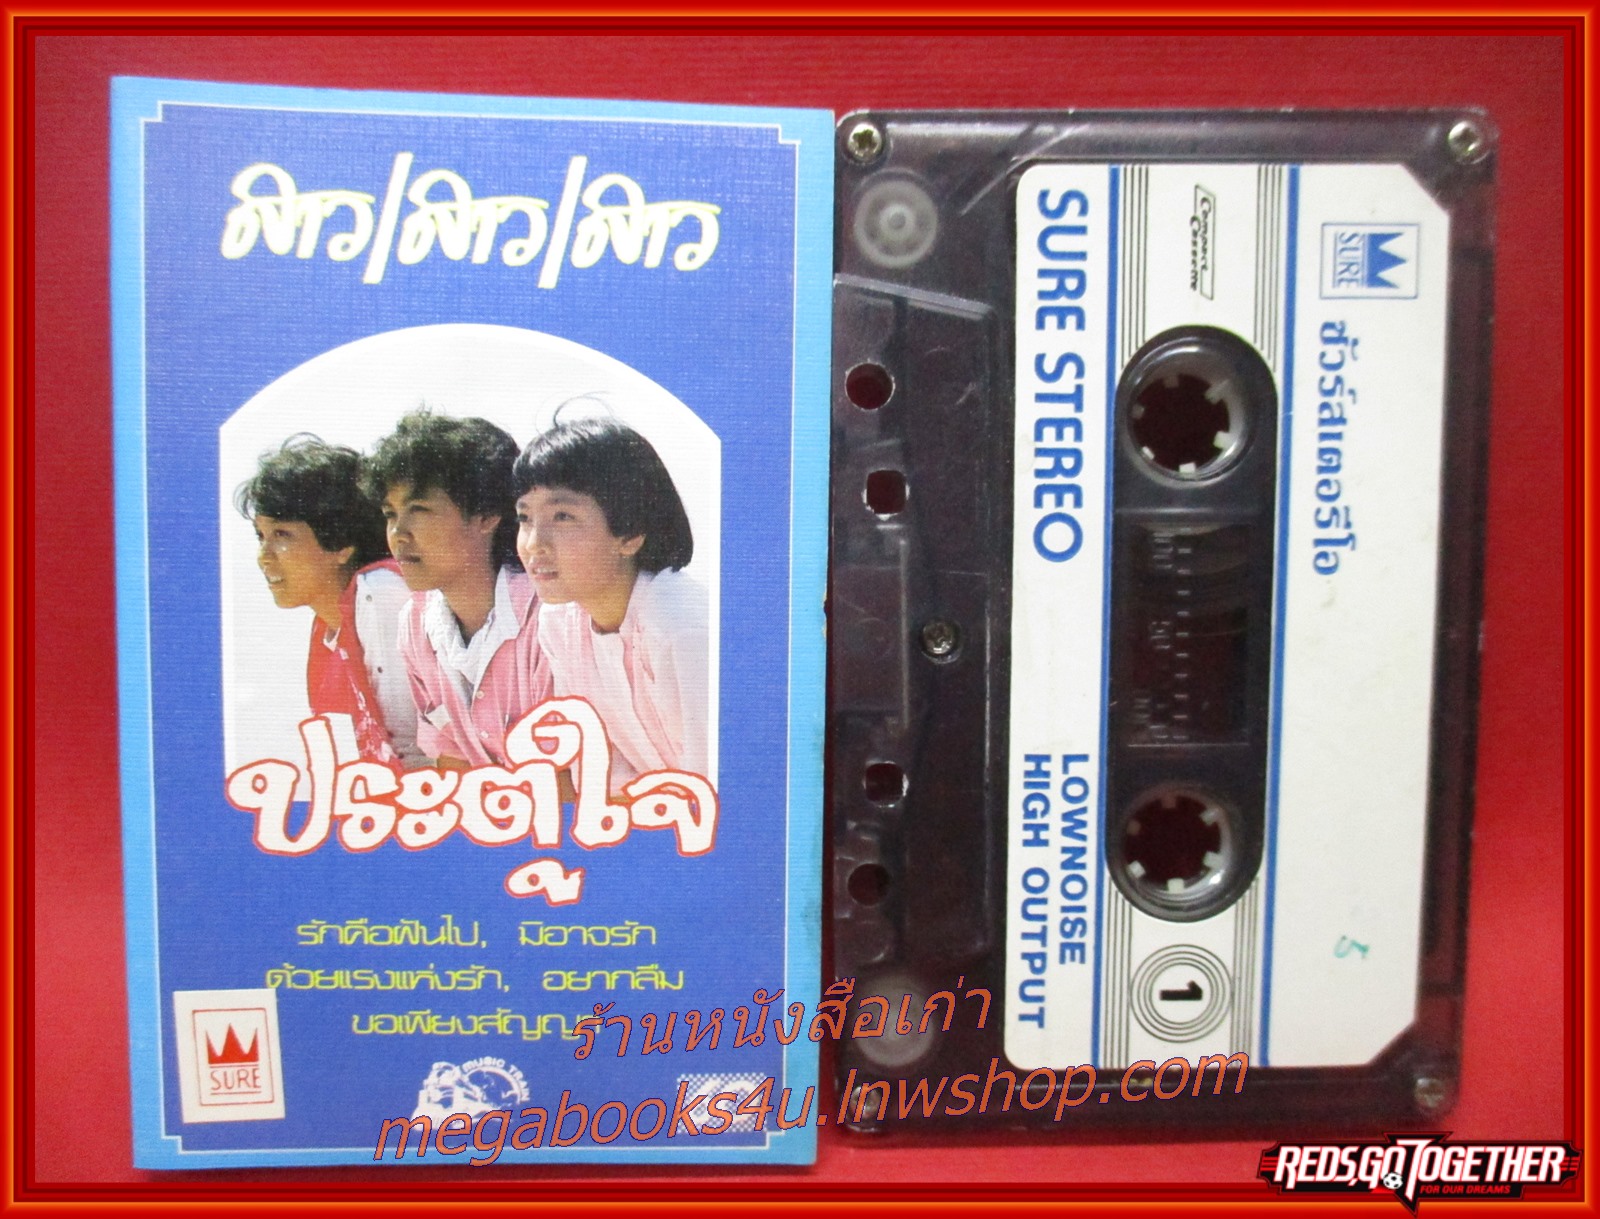 สาว/สาว/สาว
ประตูใจ
รักคือฝันไป, มิอาจรัก
ด้วยแรงแห่งรัก, อยากลืม
ขอเพียงสัญญา
SURE
MUSIC TRAIN
SURE STEREO
LOWNOISE
HIGH OUTPUT
Compact
Cassette
1
SURE
ชัวร์สเตอริโอ
ร้านหนังสือเก่า
megabooks4u.lnwshop.com
REDS,GO TOGETHER
FOR OUR DREAMS